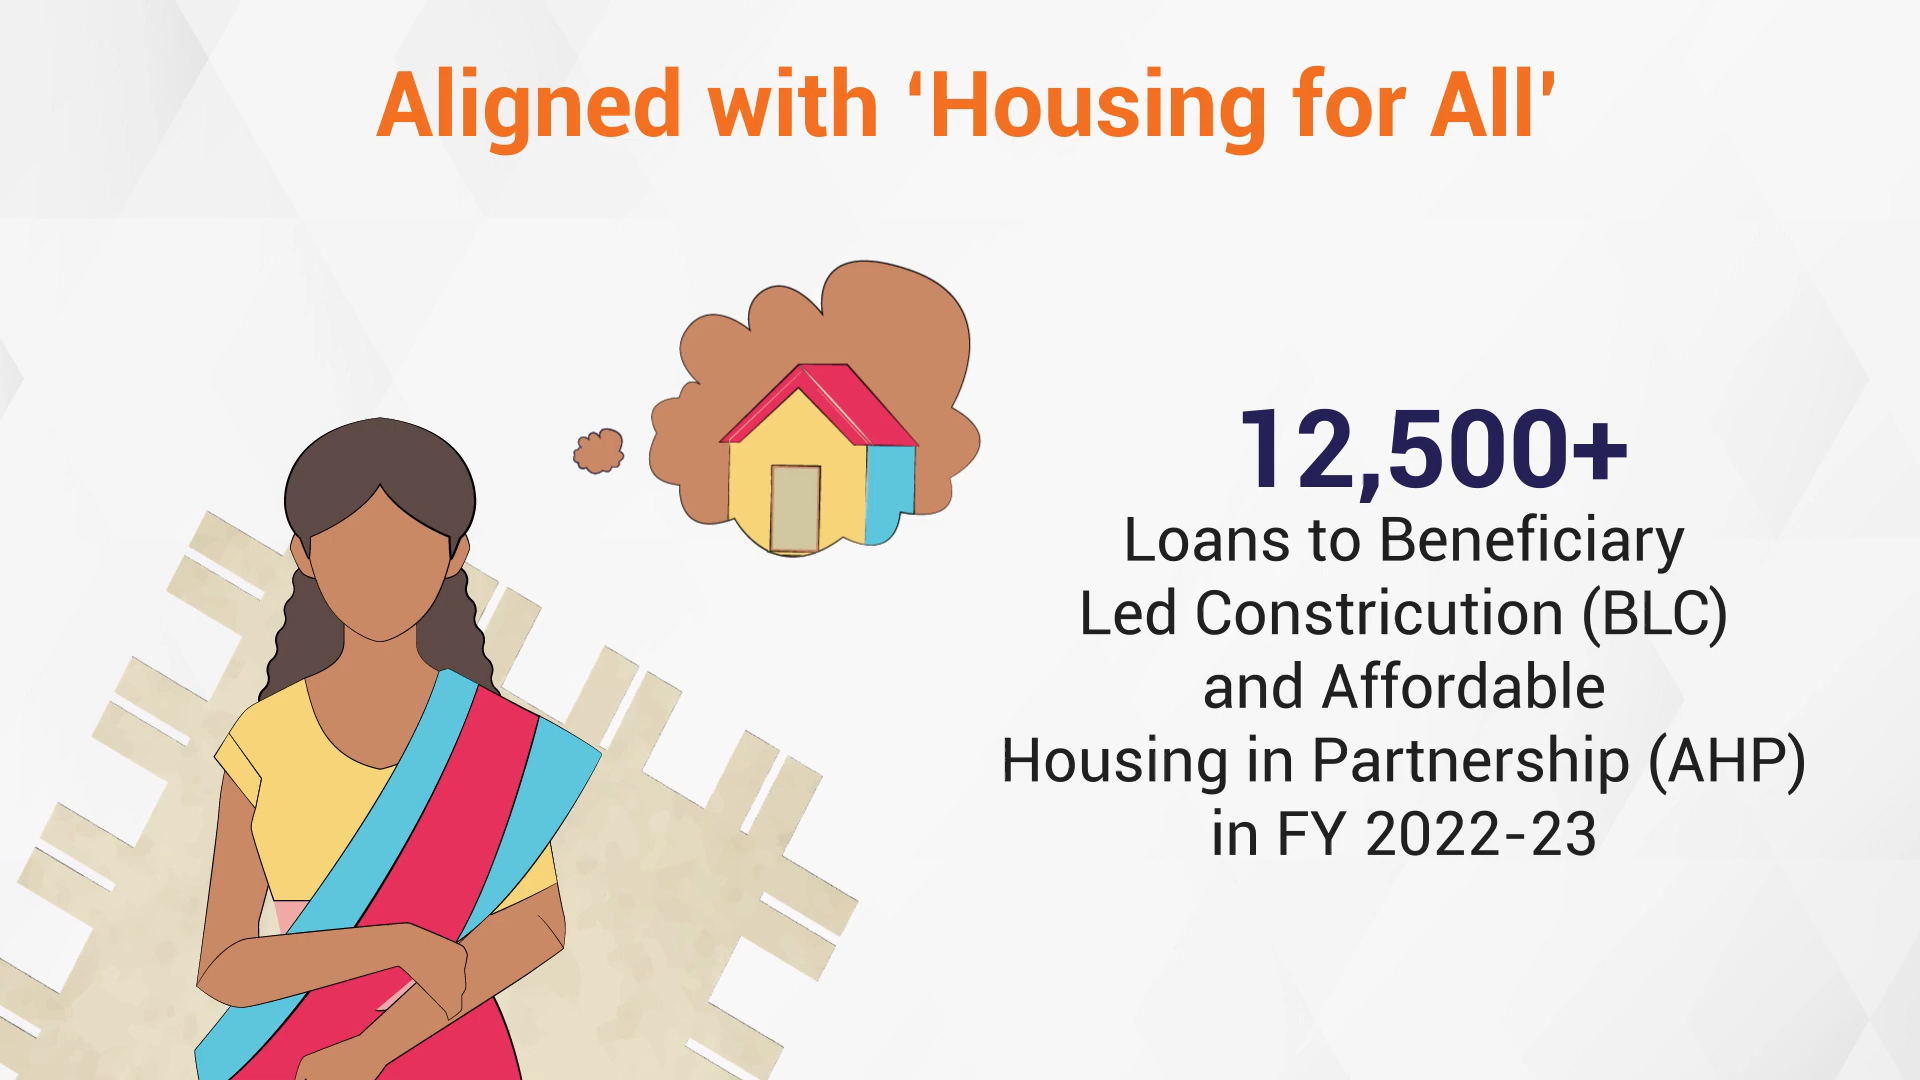 Aligned with ‘Housing for All'
12,500+
Loans to Beneficiary
Led Constricution (BLC)
and Affordable
Housing in Partnership (AHP)
in FY 2022-23